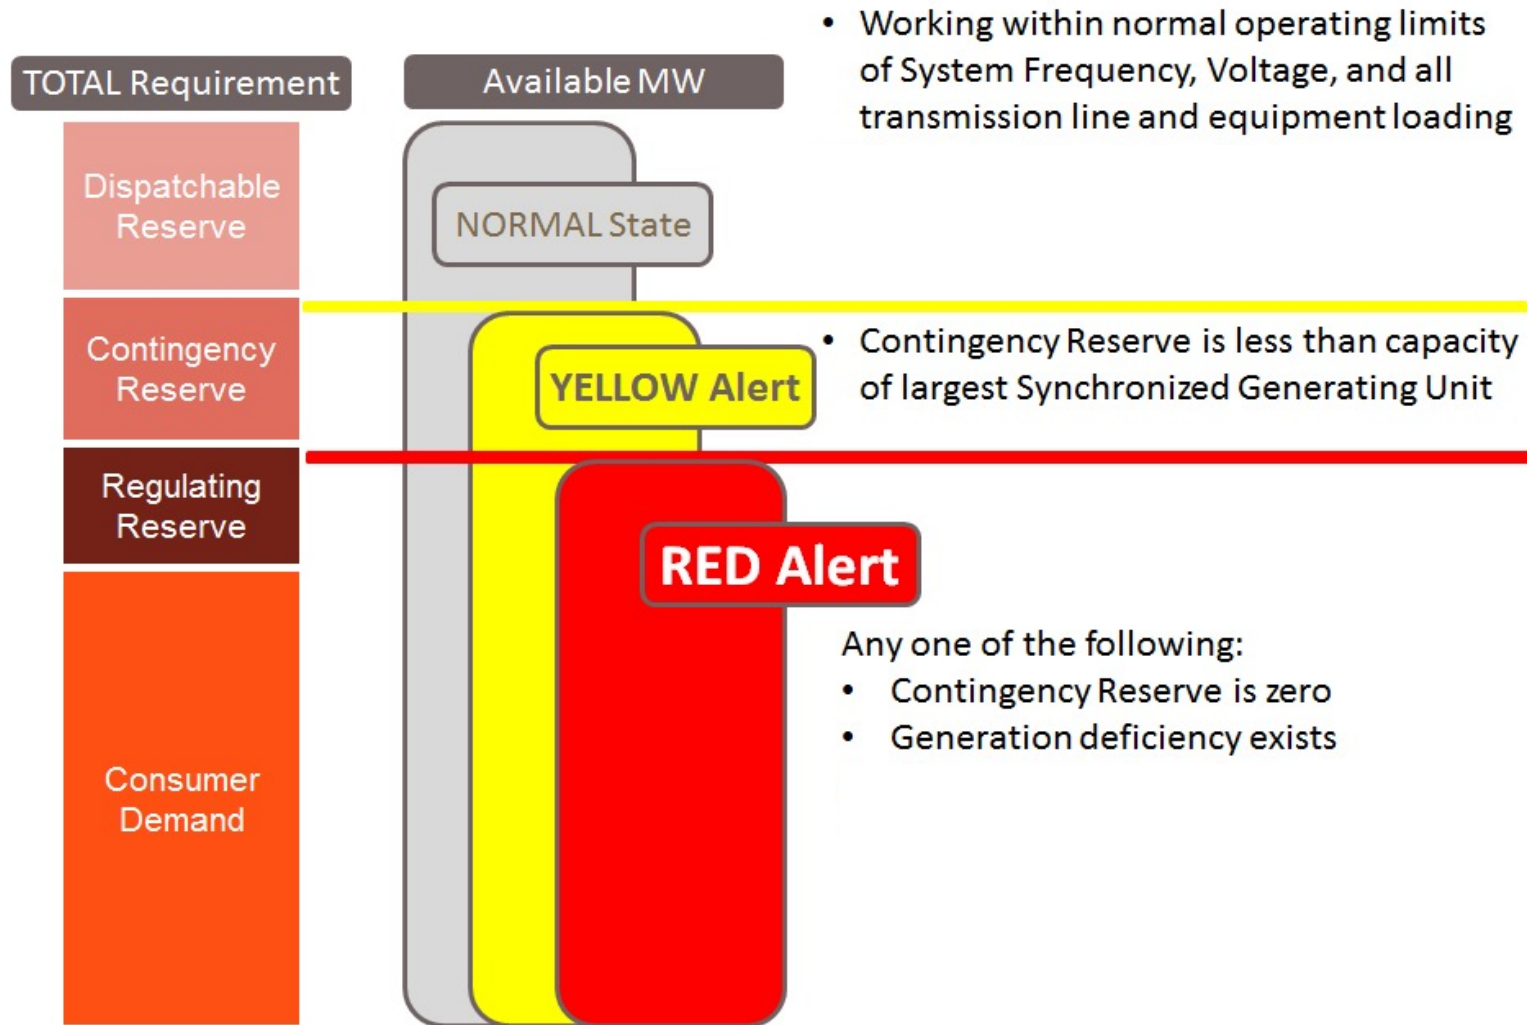 TOTAL Requirement
Available MW
• Working within normal operating limits
of System Frequency, Voltage, and all
transmission line and equipment loading
Dispatchable
Reserve
NORMAL State
Contingency
Reserve
YELLOW Alert
• Contingency Reserve is less than capacity
of largest Synchronized Generating Unit
Regulating
Reserve
RED Alert
Any one of the following:
• Contingency Reserve is zero
• Generation deficiency exists
Consumer
Demand